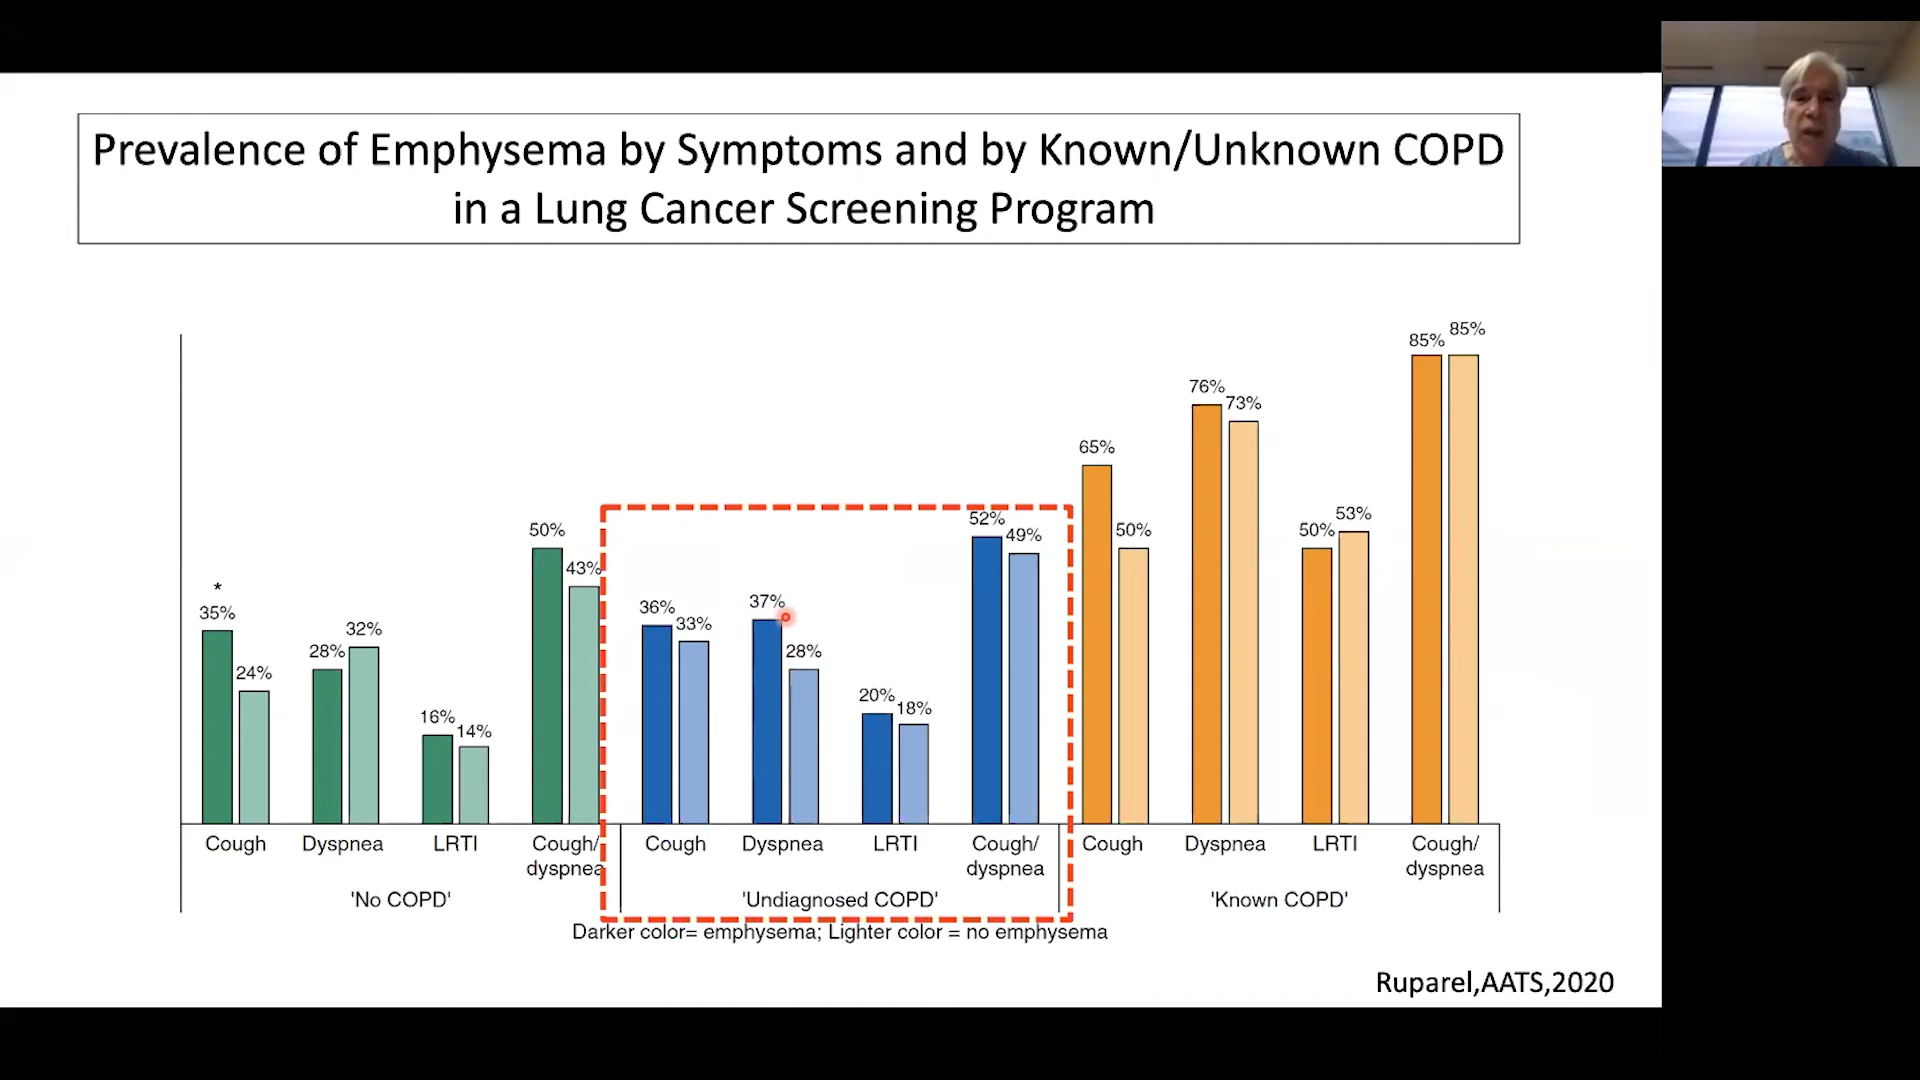 Prevalence of Emphysema by Symptoms and by Known/Unknown COPD
in a Lung Cancer Screening Program
*
35%
24%
28%
32%
16%
14%
50%
43%
36%
33%
37%
28%
20%
18%
52%
49%
65%
50%
76%
73%
50%
53%
85%
85%
Cough
Dyspnea
LRTI
Cough/
dyspnea
Cough
Dyspnea
LRTI
Cough/
dyspnea
Cough
Dyspnea
LRTI
Cough/
dyspnea
'No COPD'
'Undiagnosed COPD'
'Known COPD'
Darker color= emphysema; Lighter color = no emphysema
Ruparel,AATS,2020